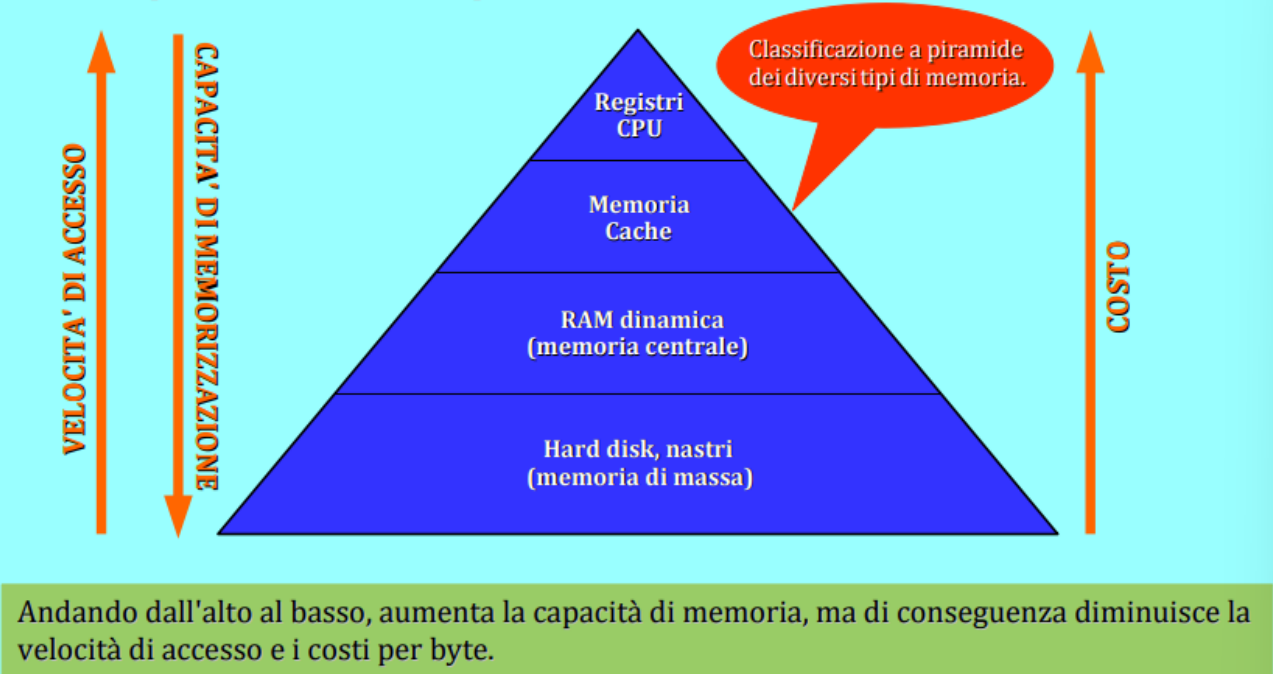 Classificazione a piramide
dei diversi tipi di memoria.
VELOCITA' DI ACCESSO
CAPACITA' DI MEMORIZZAZIONE
Registri
CPU
Memoria
Cache
RAM dinamica
(memoria centrale)
Hard disk, nastri
(memoria di massa)
COSTO
Andando dall'alto al basso, aumenta la capacità di memoria, ma di conseguenza diminuisce la
velocità di accesso e i costi per byte.